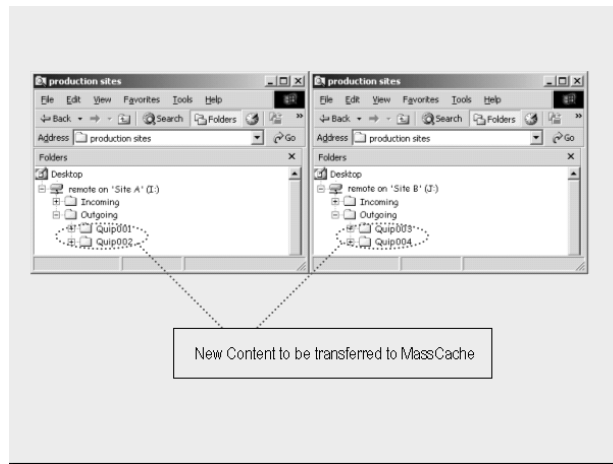 production sites
File Edit View Favorites Tools Help
Back Search Folders »
Address production sites Go
Folders
Desktop
remote on 'Site A' (I:)
Incoming
Outgoing
Quip001
Quip002
production sites
File Edit View Favorites Tools Help
Back Search Folders »
Address production sites Go
Folders
Desktop
remote on 'Site B' (J:)
Incoming
Outgoing
Quip003
Quip004
New Content to be transferred to MassCache